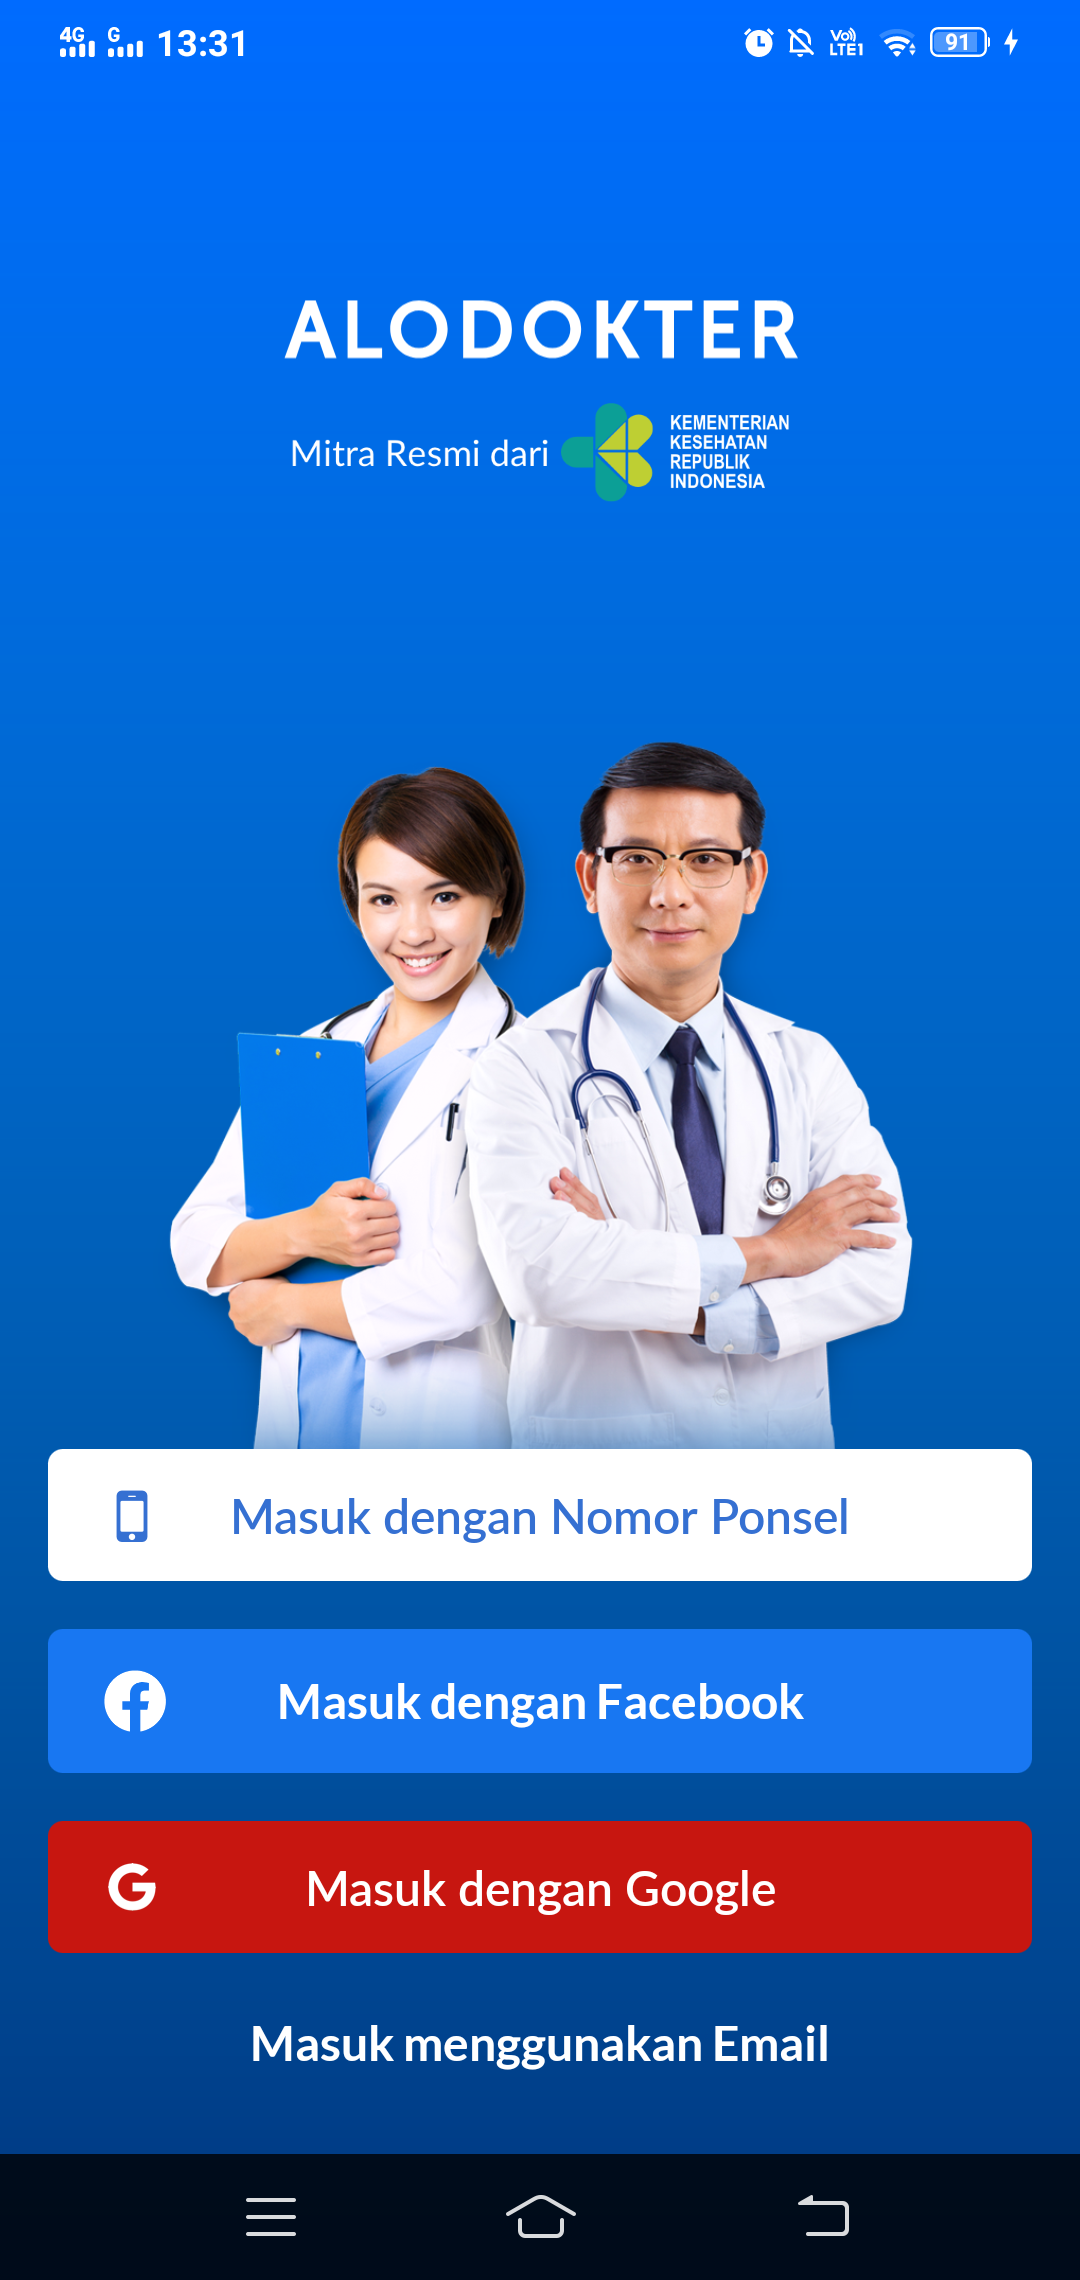 4G G 13:31 Vo) LTE1 91
ALODOKTER
Mitra Resmi dari
KEMENTERIAN
KESEHATAN
REPUBLIK
INDONESIA
Masuk dengan Nomor Ponsel
Masuk dengan Facebook
Masuk dengan Google
Masuk menggunakan Email